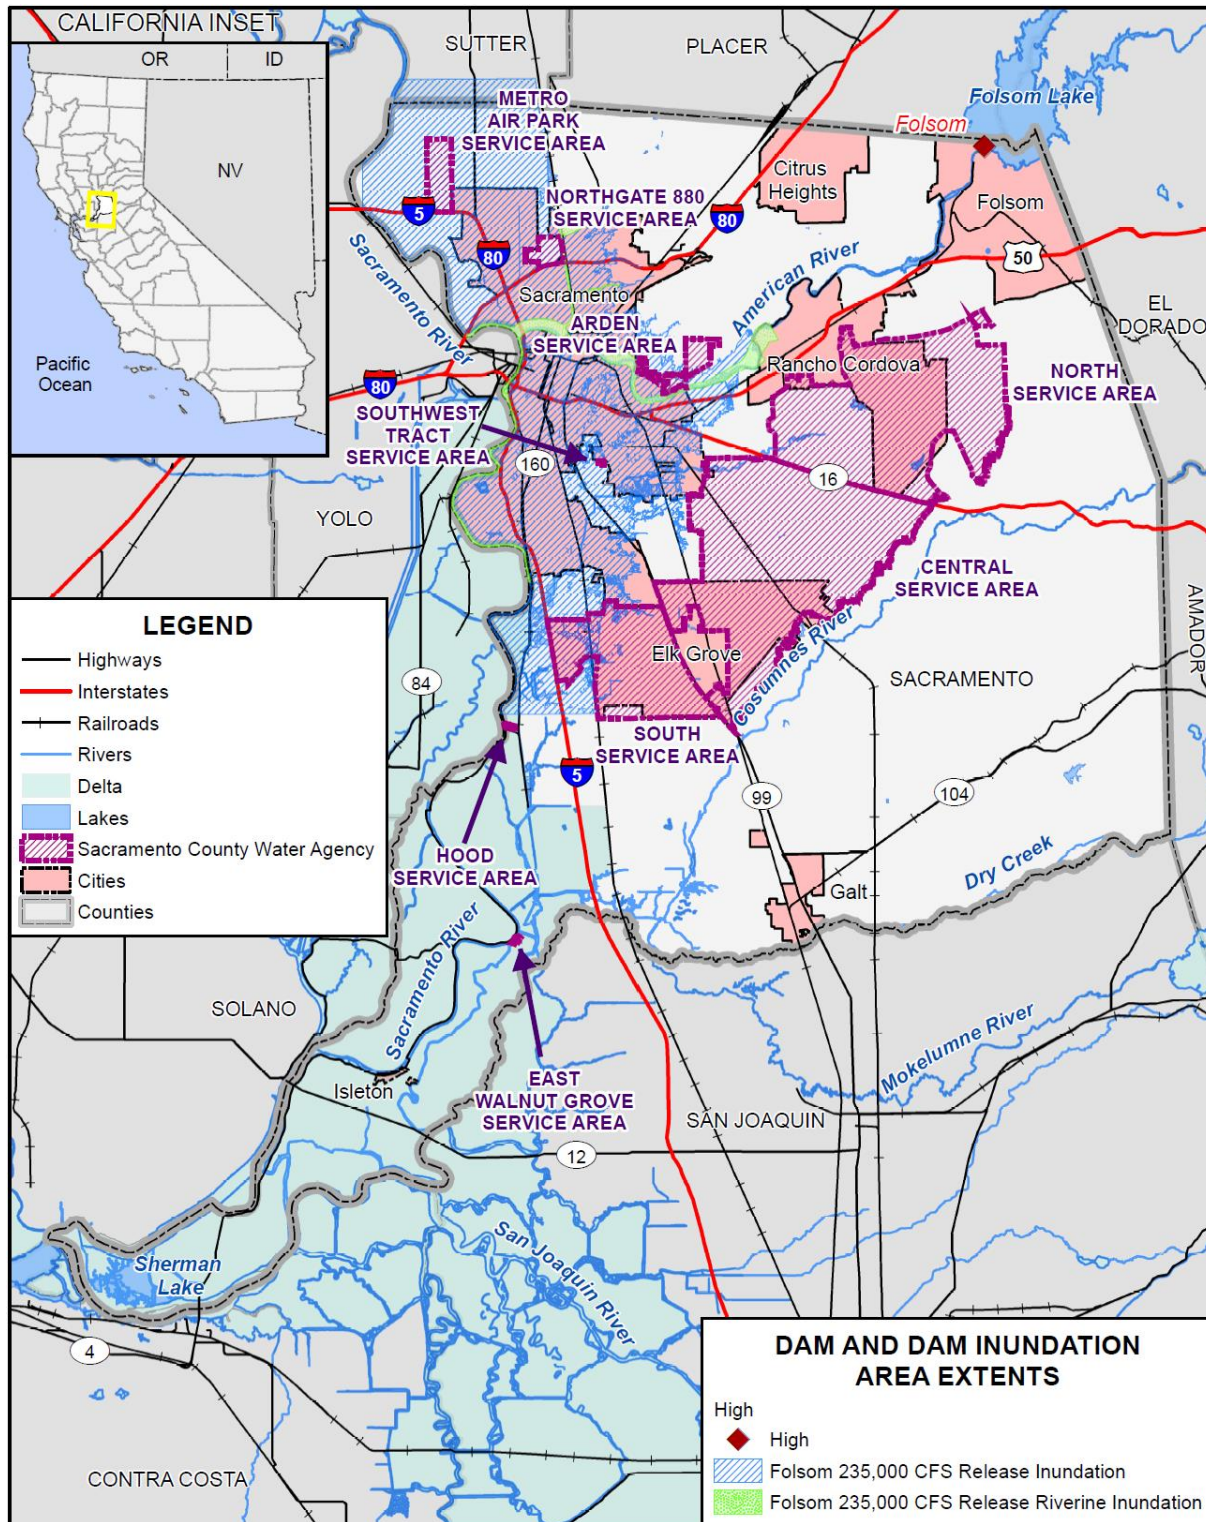 CALIFORNIA INSET
OR
ID
NV
Pacific
Ocean
SUTTER
PLACER
Folsom Lake
Folsom
METRO
AIR PARK
SERVICE AREA
Citrus
Heights
Folsom
NORTHGATE 880
SERVICE AREA
5
80
80
50
Sacramento River
Sacramento
American River
EL
DORADO
ARDEN
SERVICE AREA
Rancho Cordova
NORTH
SERVICE AREA
80
SOUTHWEST
TRACT
SERVICE AREA
160
16
YOLO
CENTRAL
SERVICE AREA
AMADOR
LEGEND
Highways
Interstates
Railroads
Rivers
Delta
Lakes
Sacramento County Water Agency
Cities
Counties
84
Elk Grove
Cosumnes River
SACRAMENTO
SOUTH
SERVICE AREA
5
99
104
HOOD
SERVICE AREA
Dry Creek
Galt
Sacramento River
SOLANO
Mokelumne River
Isleton
EAST
WALNUT GROVE
SERVICE AREA
SAN JOAQUIN
12
Sherman
Lake
San Joaquin River
4
CONTRA COSTA
DAM AND DAM INUNDATION
AREA EXTENTS
High
High
Folsom 235,000 CFS Release Inundation
Folsom 235,000 CFS Release Riverine Inundation